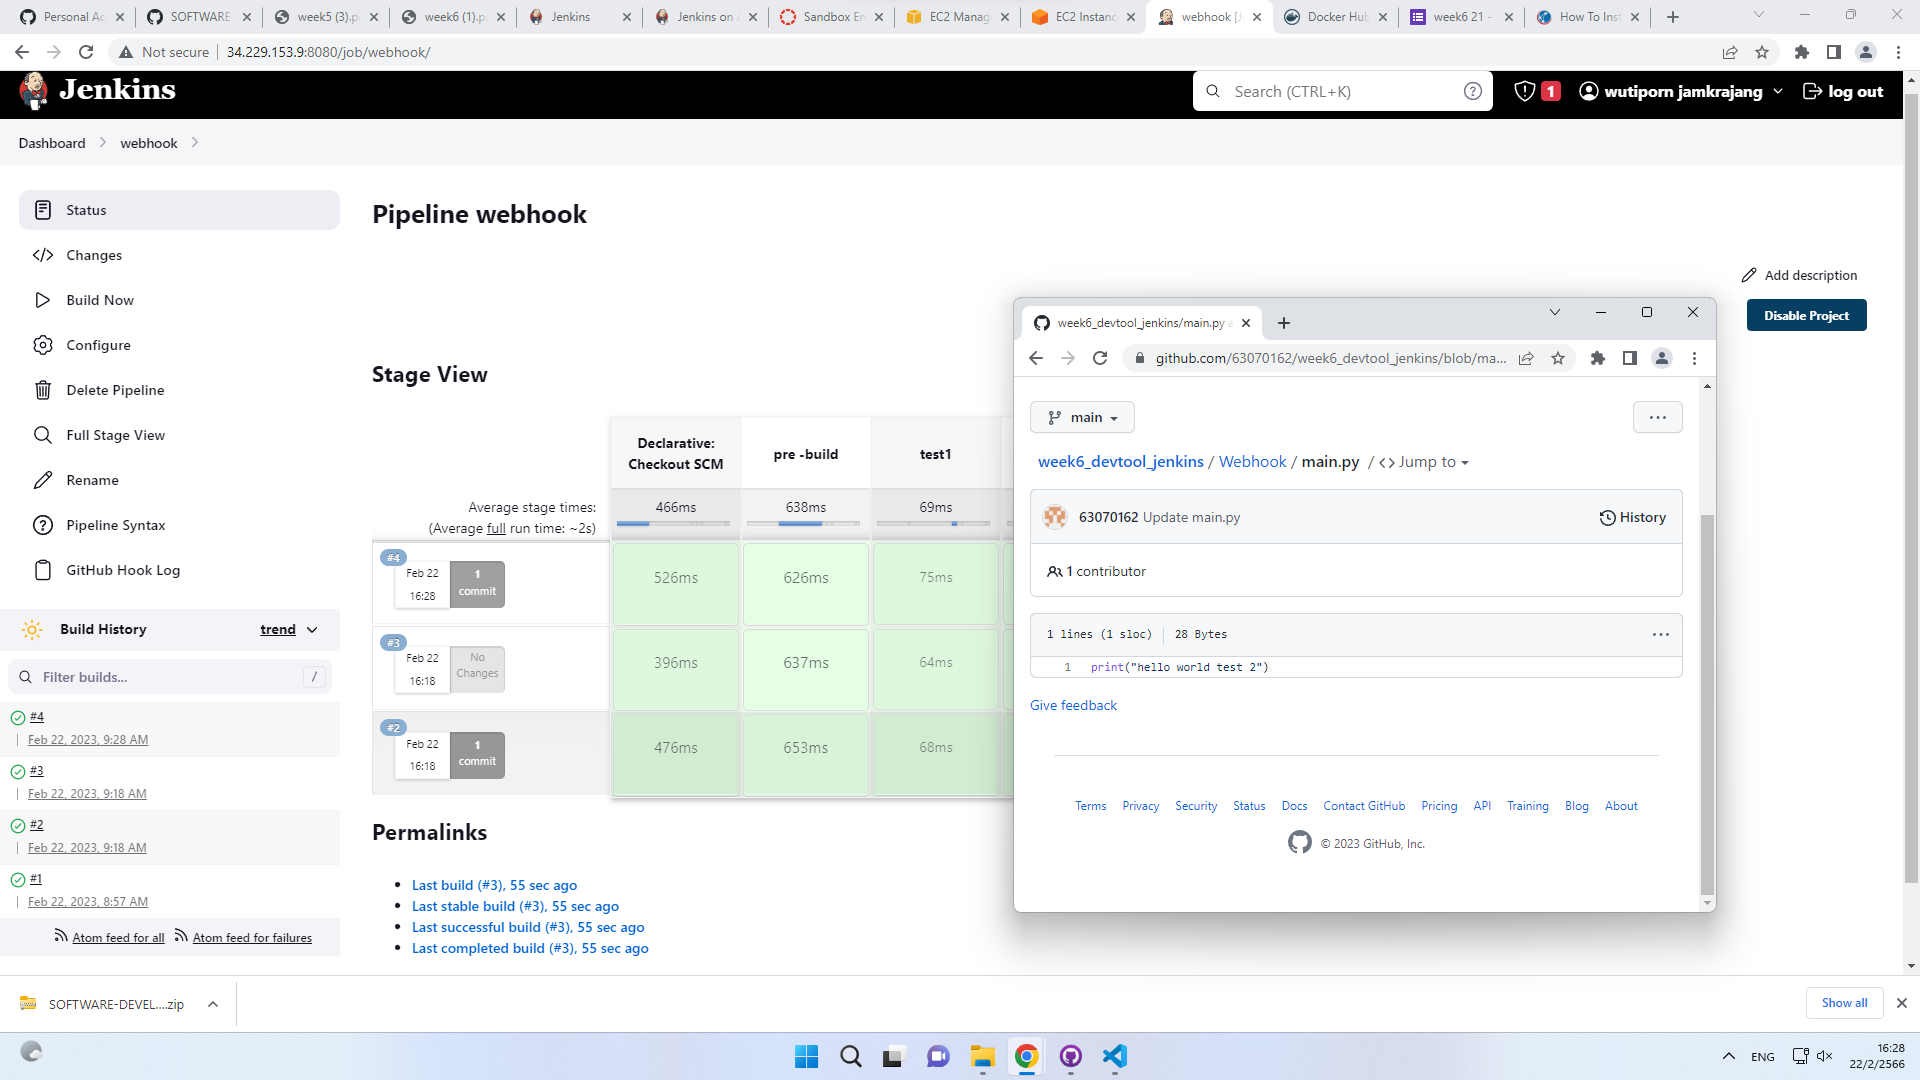 Personal Ac
SOFTWARE-
week5 (3).p
week6 (1).p
Jenkins
Jenkins on A
Sandbox En
EC2 Manag
EC2 Instanc
webhook [J
Docker Hub
week6 21 -
How To Inst
Not secure
34.229.153.9:8080/job/webhook/
Jenkins
Search (CTRL+K)
1
wutiporn jamkrajang
log out
Dashboard
webhook
Status
Changes
Build Now
Configure
Delete Pipeline
Full Stage View
Rename
Pipeline Syntax
GitHub Hook Log
Build History
trend
Filter builds...
/
#4
Feb 22, 2023, 9:28 AM
#3
Feb 22, 2023, 9:18 AM
#2
Feb 22, 2023, 9:18 AM
#1
Feb 22, 2023, 8:57 AM
Atom feed for all
Atom feed for failures
Pipeline webhook
Add description
Disable Project
Stage View
Declarative:
Checkout SCM
pre -build
test1
Average stage times:
(Average full run time: ~2s)
466ms
638ms
69ms
#4
Feb 22
16:28
1
commit
526ms
626ms
75ms
#3
Feb 22
16:18
No
Changes
396ms
637ms
64ms
#2
Feb 22
16:18
1
commit
476ms
653ms
68ms
Permalinks
Last build (#3), 55 sec ago
Last stable build (#3), 55 sec ago
Last successful build (#3), 55 sec ago
Last completed build (#3), 55 sec ago
week6_devtool_jenkins/main.py a
github.com/63070162/week6_devtool_jenkins/blob/ma...
main
week6_devtool_jenkins / Webhook / main.py / <> Jump to
63070162 Update main.py
History
1 contributor
1 lines (1 sloc)
28 Bytes
1 print("hello world test 2")
Give feedback
Terms
Privacy
Security
Status
Docs
Contact GitHub
Pricing
API
Training
Blog
About
© 2023 GitHub, Inc.
SOFTWARE-DEVEL....zip
Show all
ENG
16:28
22/2/2566